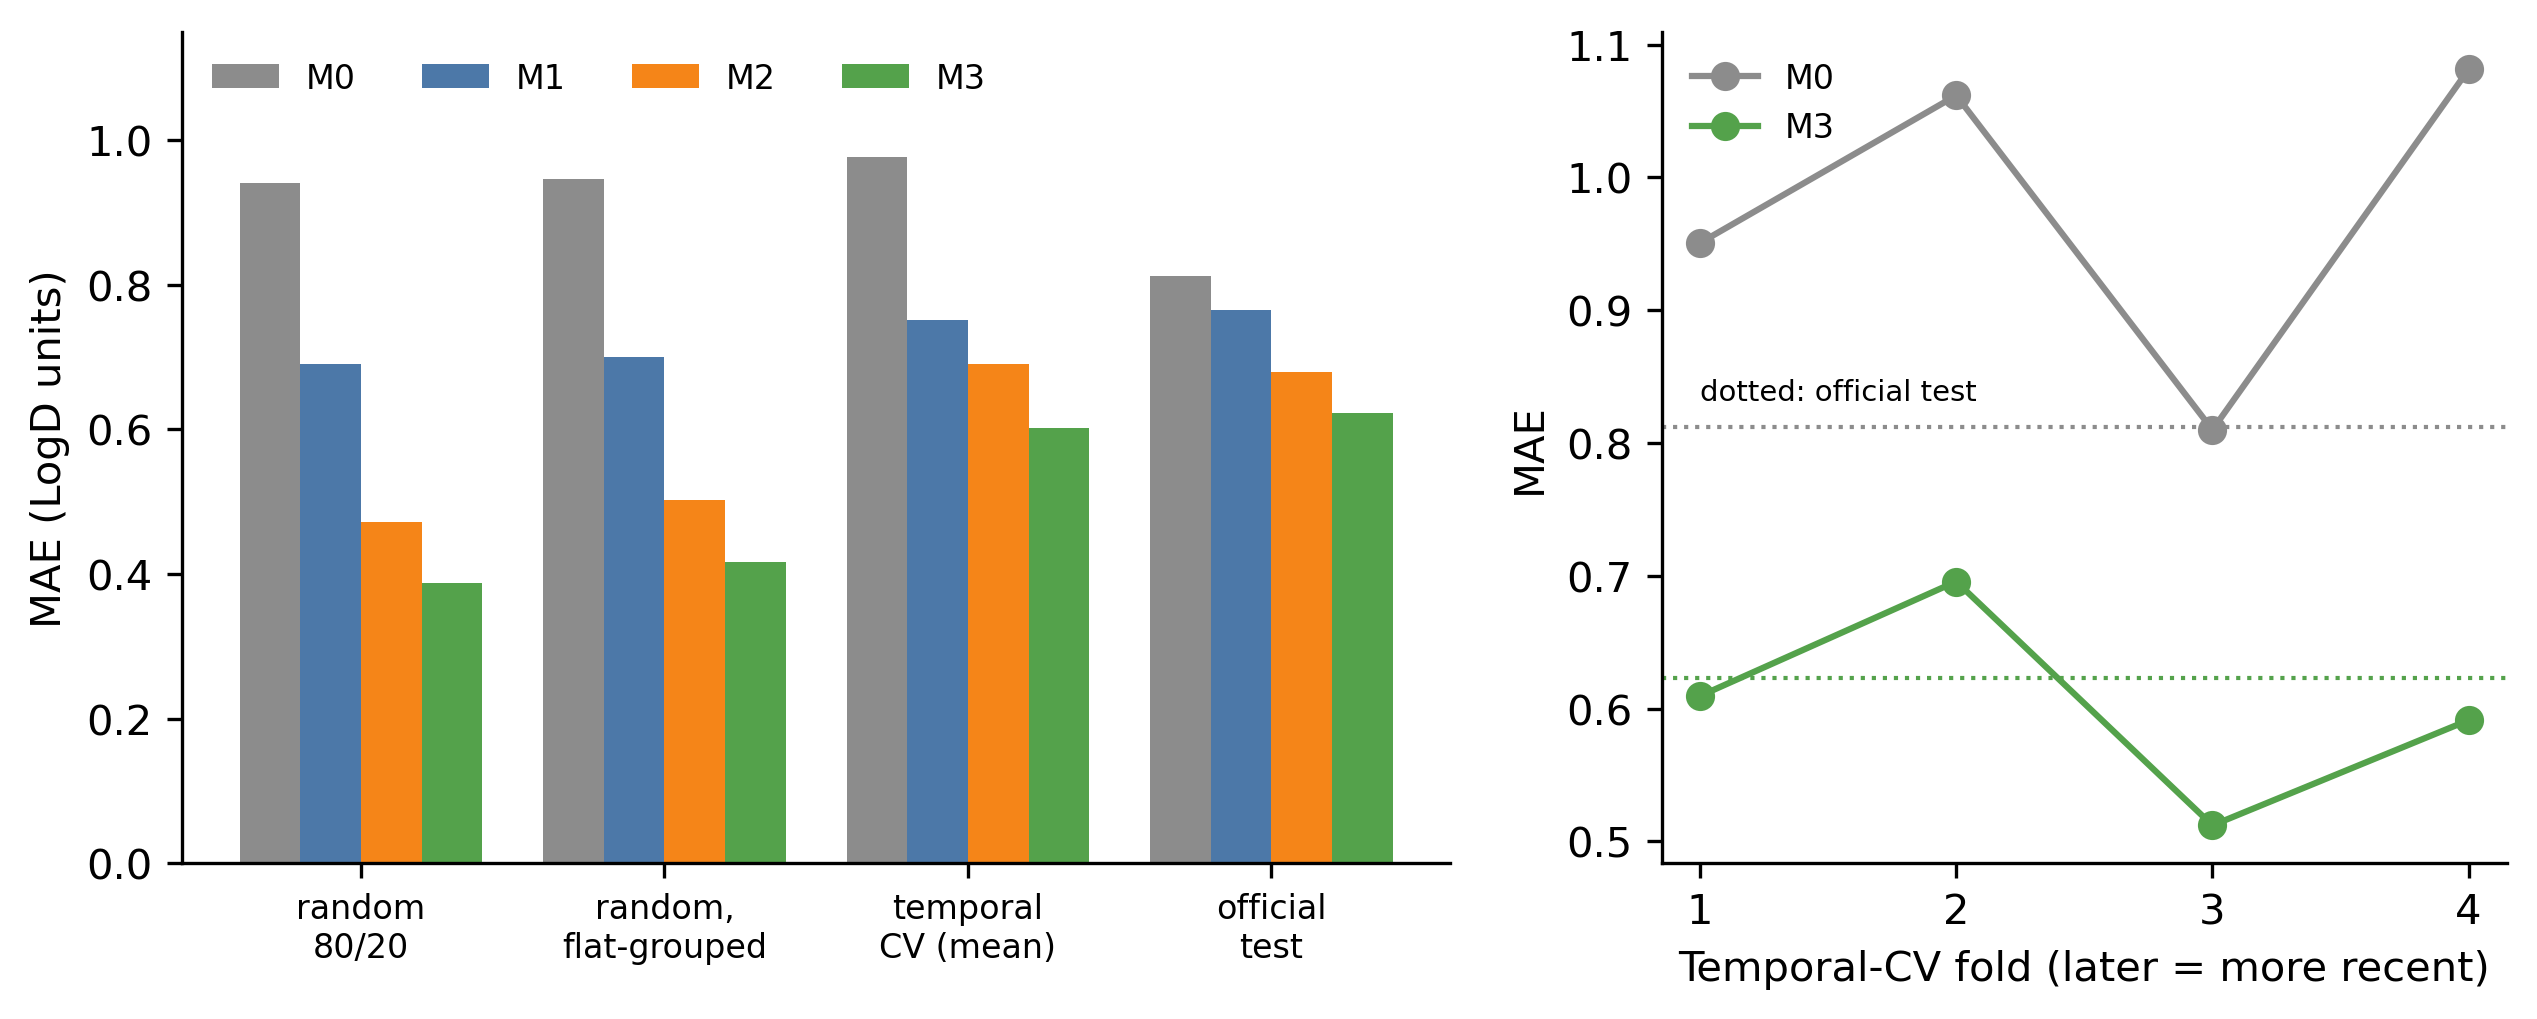 M0 M1 M2 M3
MAE (LogD units)
1.0
0.8
0.6
0.4
0.2
0.0
random
80/20
random,
flat-grouped
temporal
CV (mean)
official
test
M0
M3
MAE
1.1
1.0
0.9
0.8
0.7
0.6
0.5
dotted: official test
1 2 3 4
Temporal-CV fold (later = more recent)